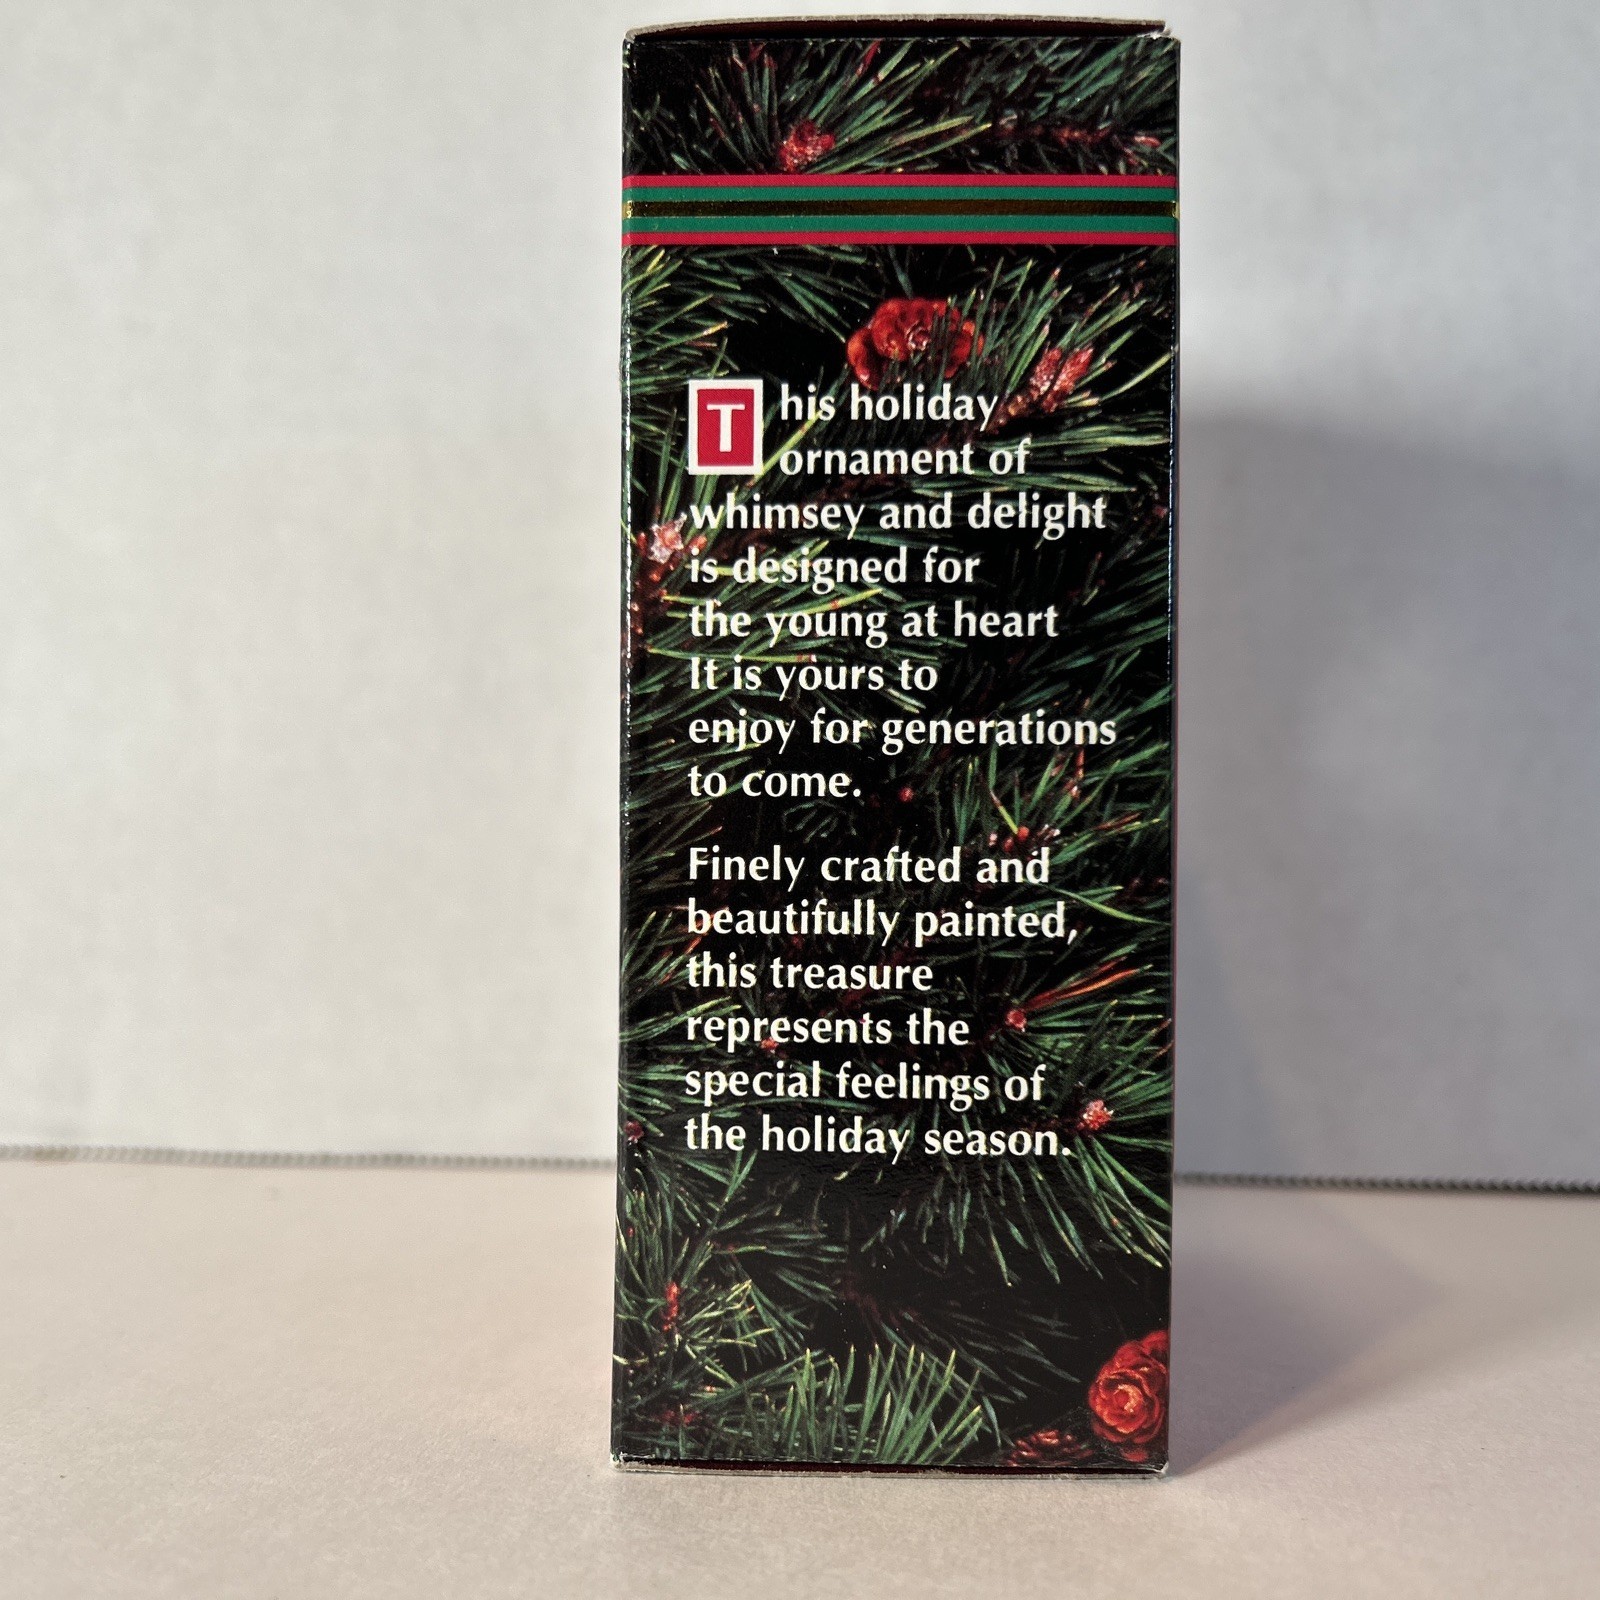 This holiday
ornament of
whimsey and delight
is designed for
the young at heart
It is yours to
enjoy for generations
to come.
Finely crafted and
beautifully painted,
this treasure
represents the
special feelings of
the holiday season.